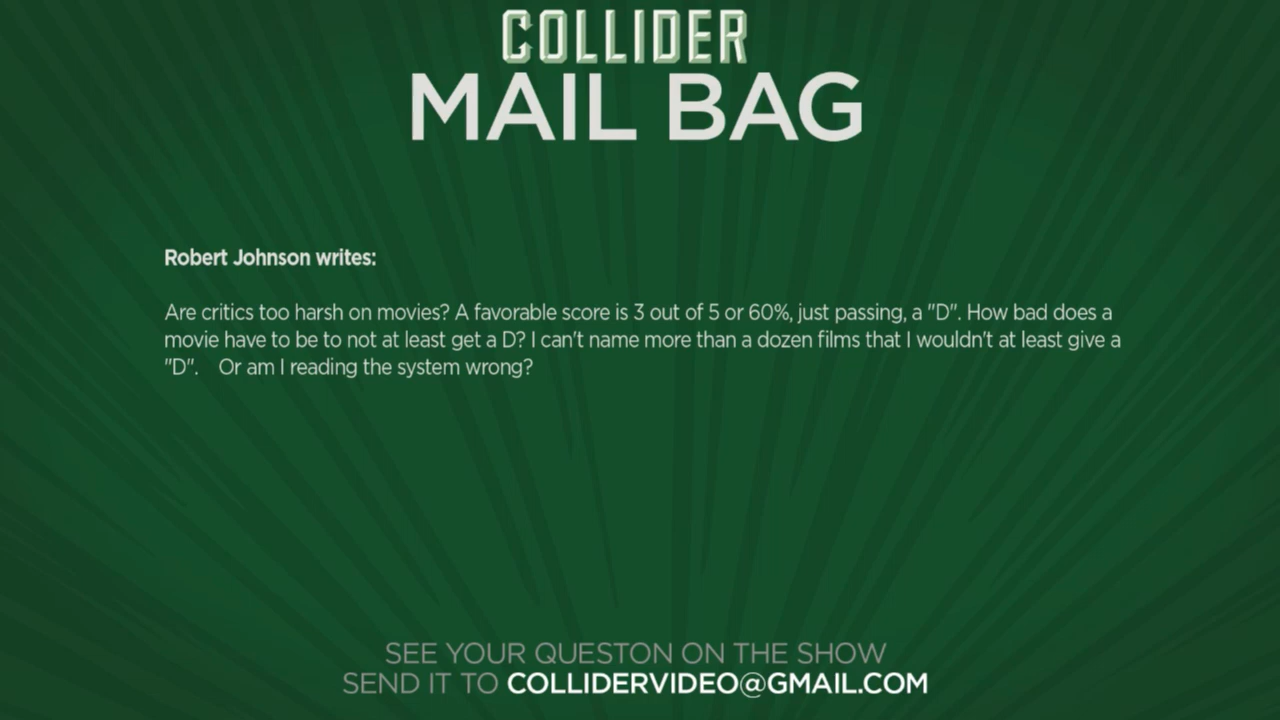 COLLIDER
MAIL BAG
Robert Johnson writes:
Are critics too harsh on movies? A favorable score is 3 out of 5 or 60%, just passing, a "D". How bad does a
movie have to be to not at least get a D? I can't name more than a dozen films that I wouldn't at least give a
"D".    Or am I reading the system wrong?
SEE YOUR QUESTON ON THE SHOW
SEND IT TO COLLIDERVIDEO@GMAIL.COM